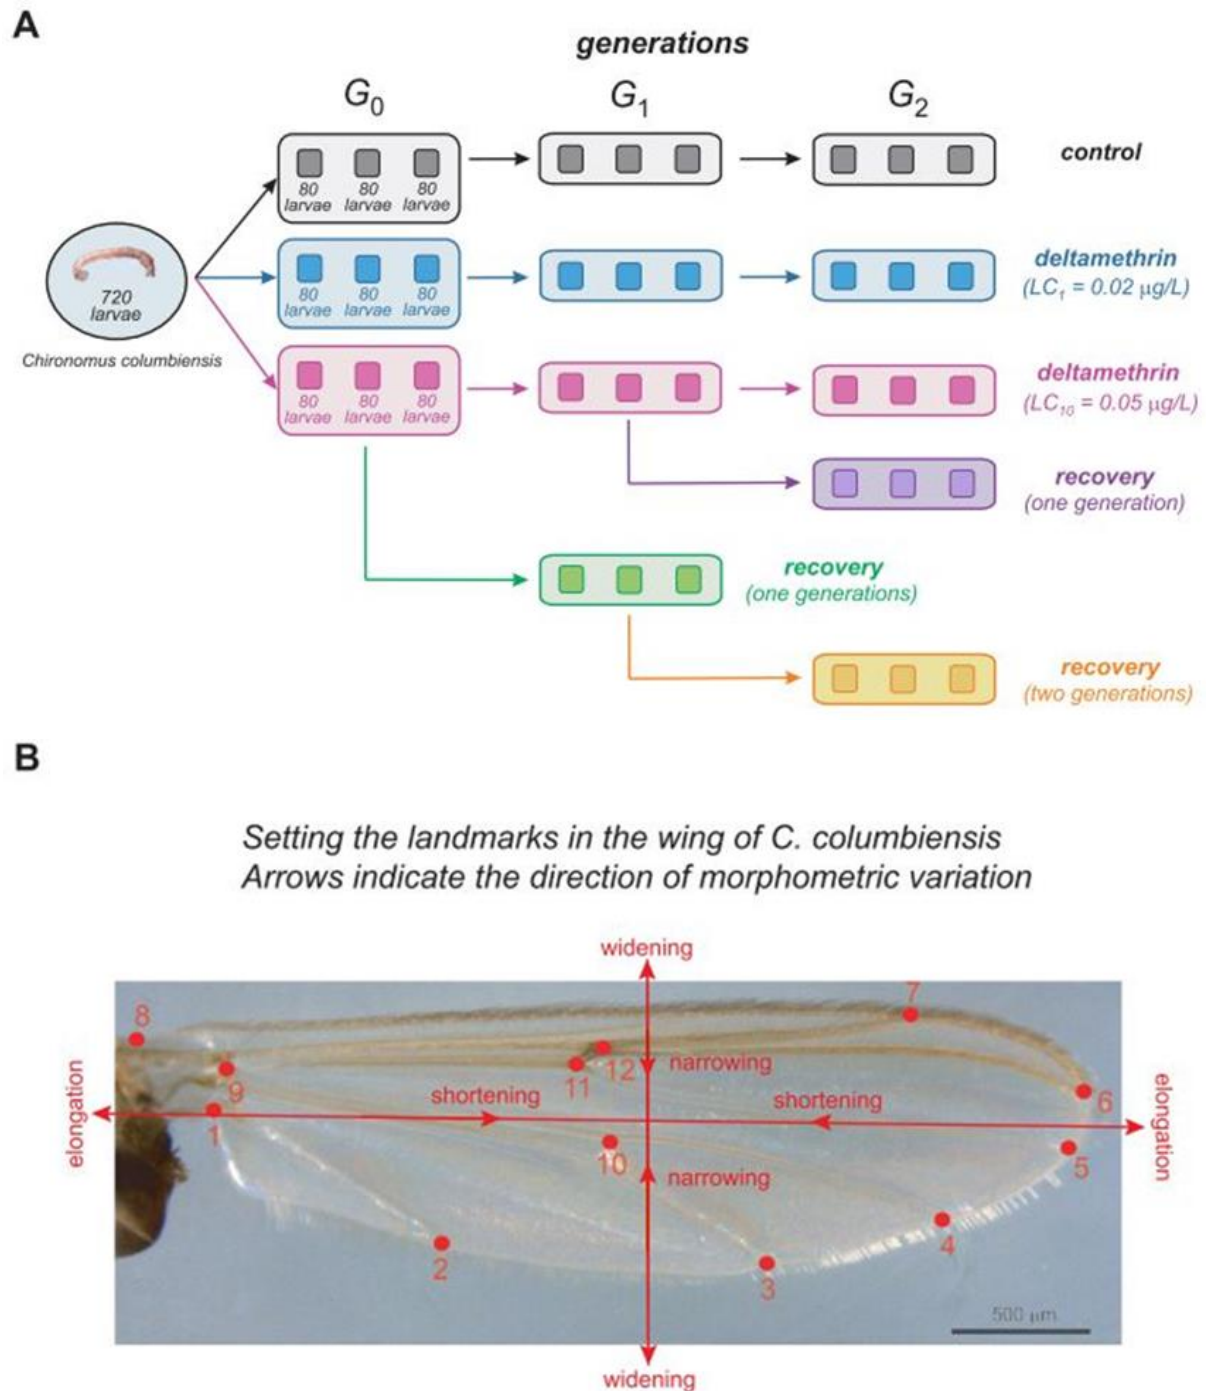 A
generations
G0 G1 G2
80 larvae 80 larvae 80 larvae
control
720
larvae
Chironomus columbiensis
80 larvae 80 larvae 80 larvae
deltamethrin
(LC1 = 0.02 µg/L)
80 larvae 80 larvae 80 larvae
deltamethrin
(LC10 = 0.05 µg/L)
recovery
(one generation)
recovery
(one generations)
recovery
(two generations)
B
Setting the landmarks in the wing of C. columbiensis
Arrows indicate the direction of morphometric variation
widening
8
7
9
11 12
narrowing
6
elongation
shortening
shortening
elongation
1
10
5
narrowing
4
2
3
500 µm
widening